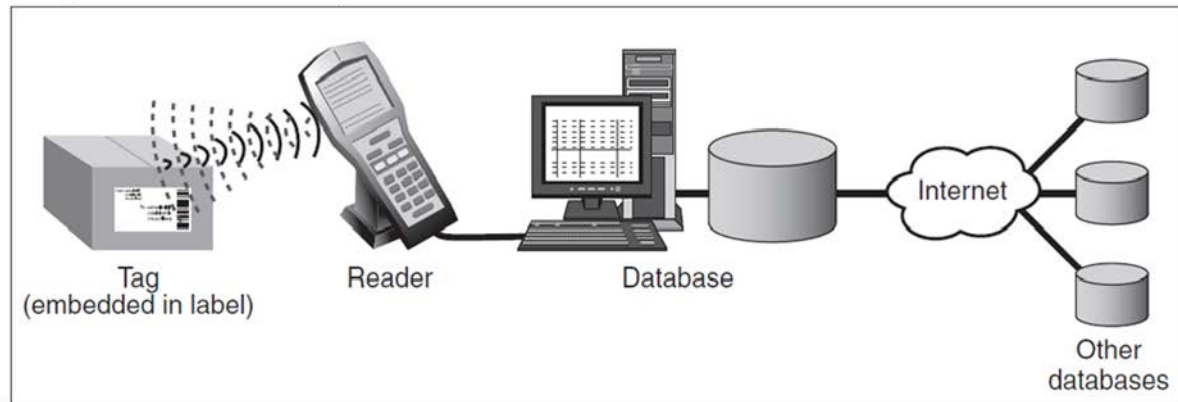 Tag
(embedded in label)
Reader
Database
Internet
Other
databases